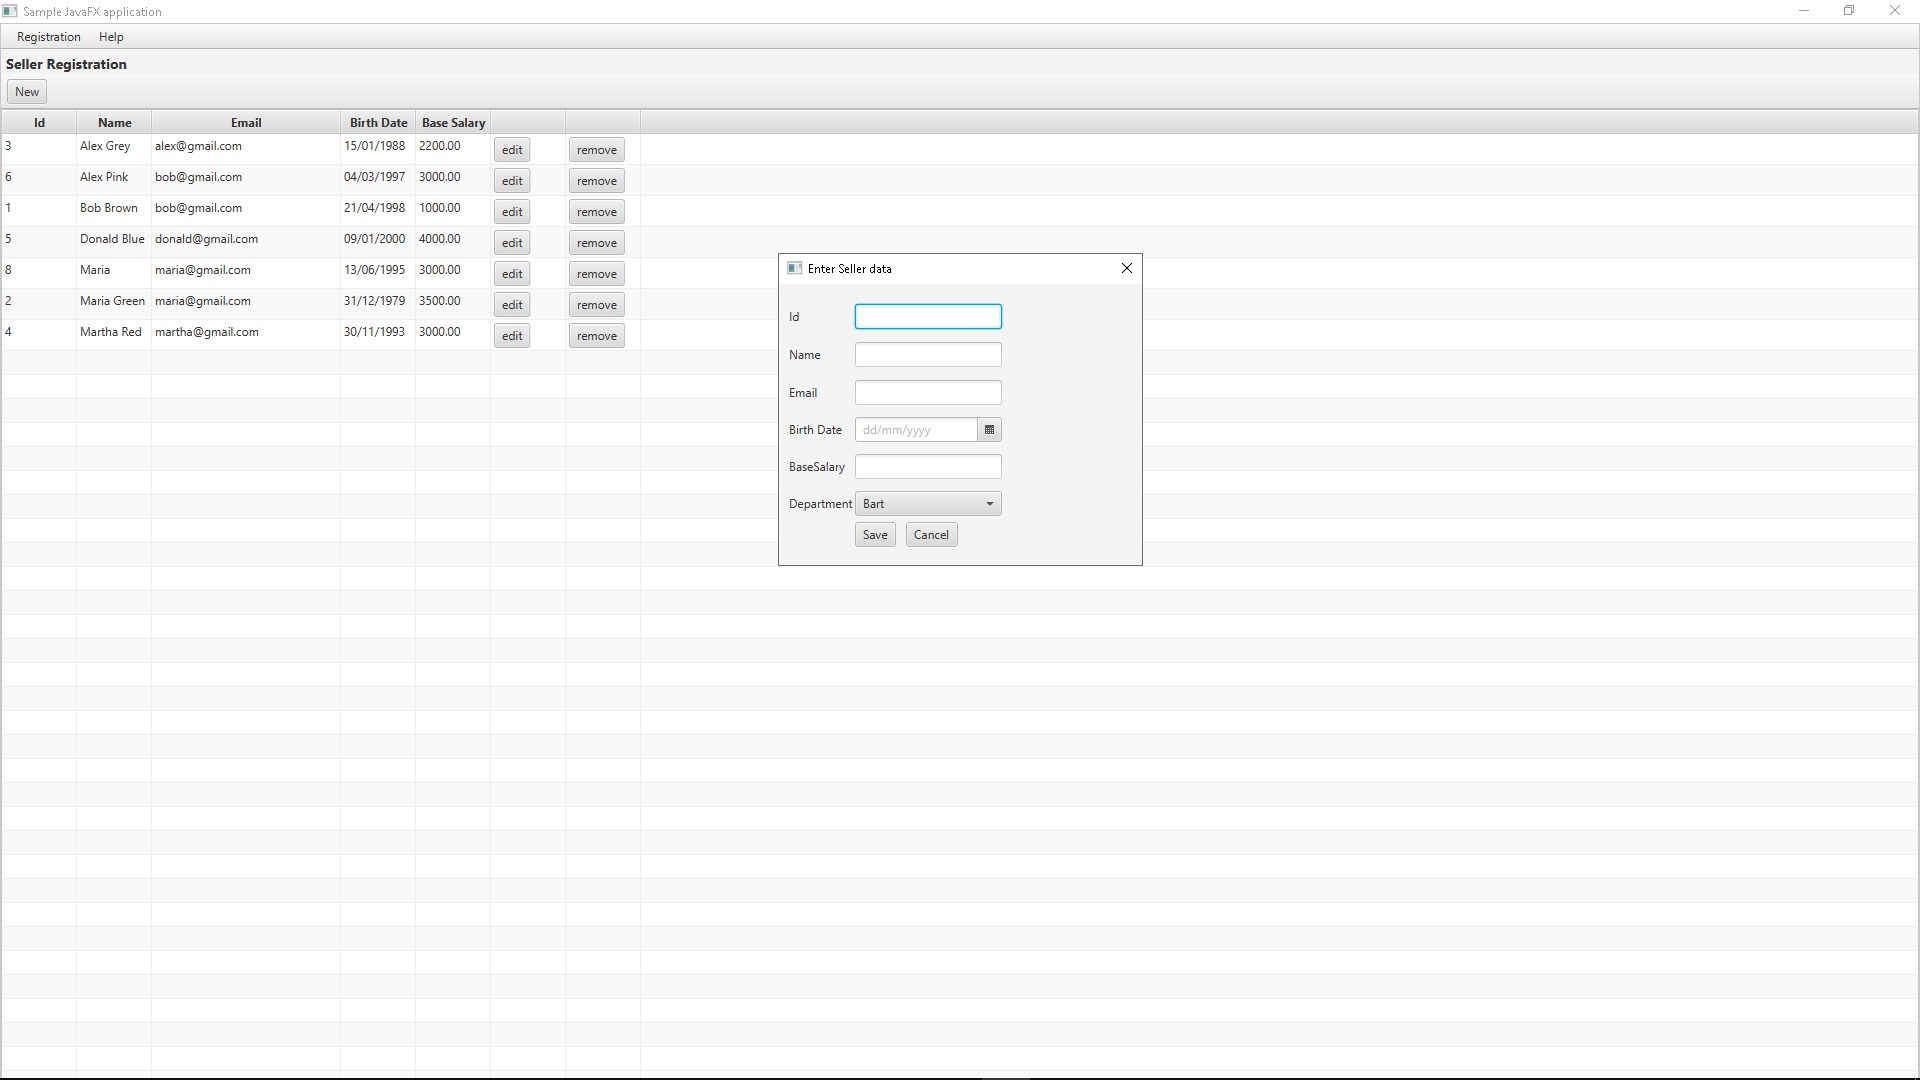 Sample JavaFX application
Registration Help
Seller Registration
New
Id Name Email Birth Date Base Salary
3 Alex Grey alex@gmail.com 15/01/1988 2200.00 edit remove
6 Alex Pink bob@gmail.com 04/03/1997 3000.00 edit remove
1 Bob Brown bob@gmail.com 21/04/1998 1000.00 edit remove
5 Donald Blue donald@gmail.com 09/01/2000 4000.00 edit remove
8 Maria maria@gmail.com 13/06/1995 3000.00 edit remove
2 Maria Green maria@gmail.com 31/12/1979 3500.00 edit remove
4 Martha Red martha@gmail.com 30/11/1993 3000.00 edit remove
Enter Seller data
Id
Name
Email
Birth Date dd/mm/yyyy
BaseSalary
Department Bart
Save Cancel